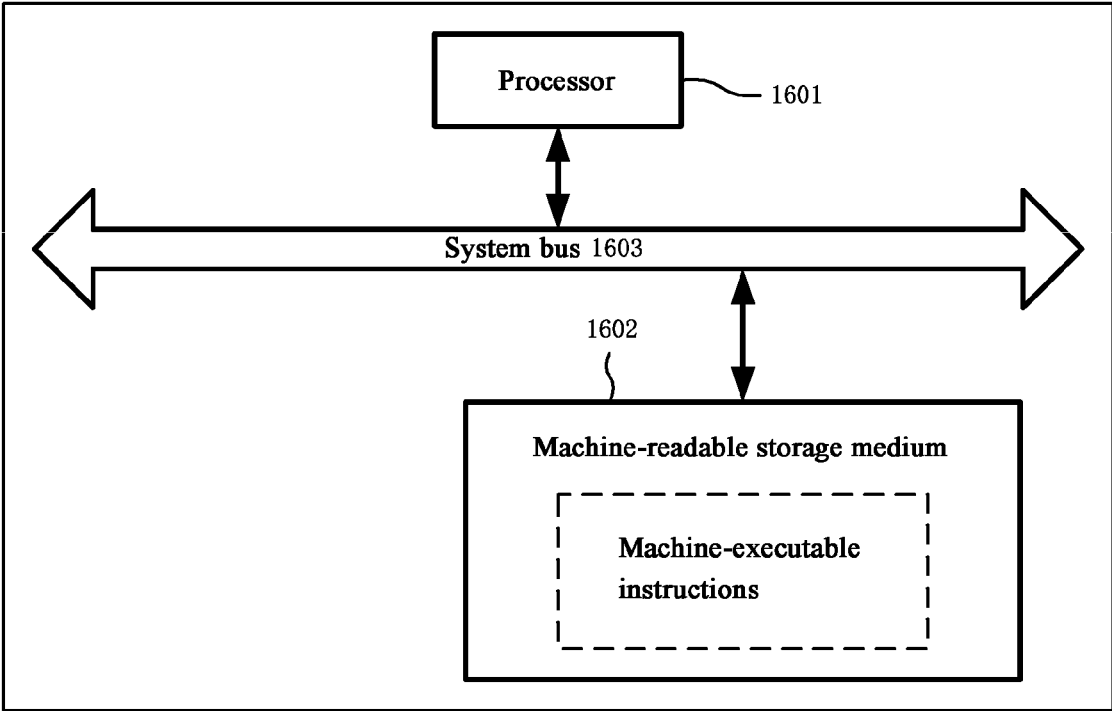 Processor
1601
System bus 1603
1602
Machine-readable storage medium
Machine-executable
instructions